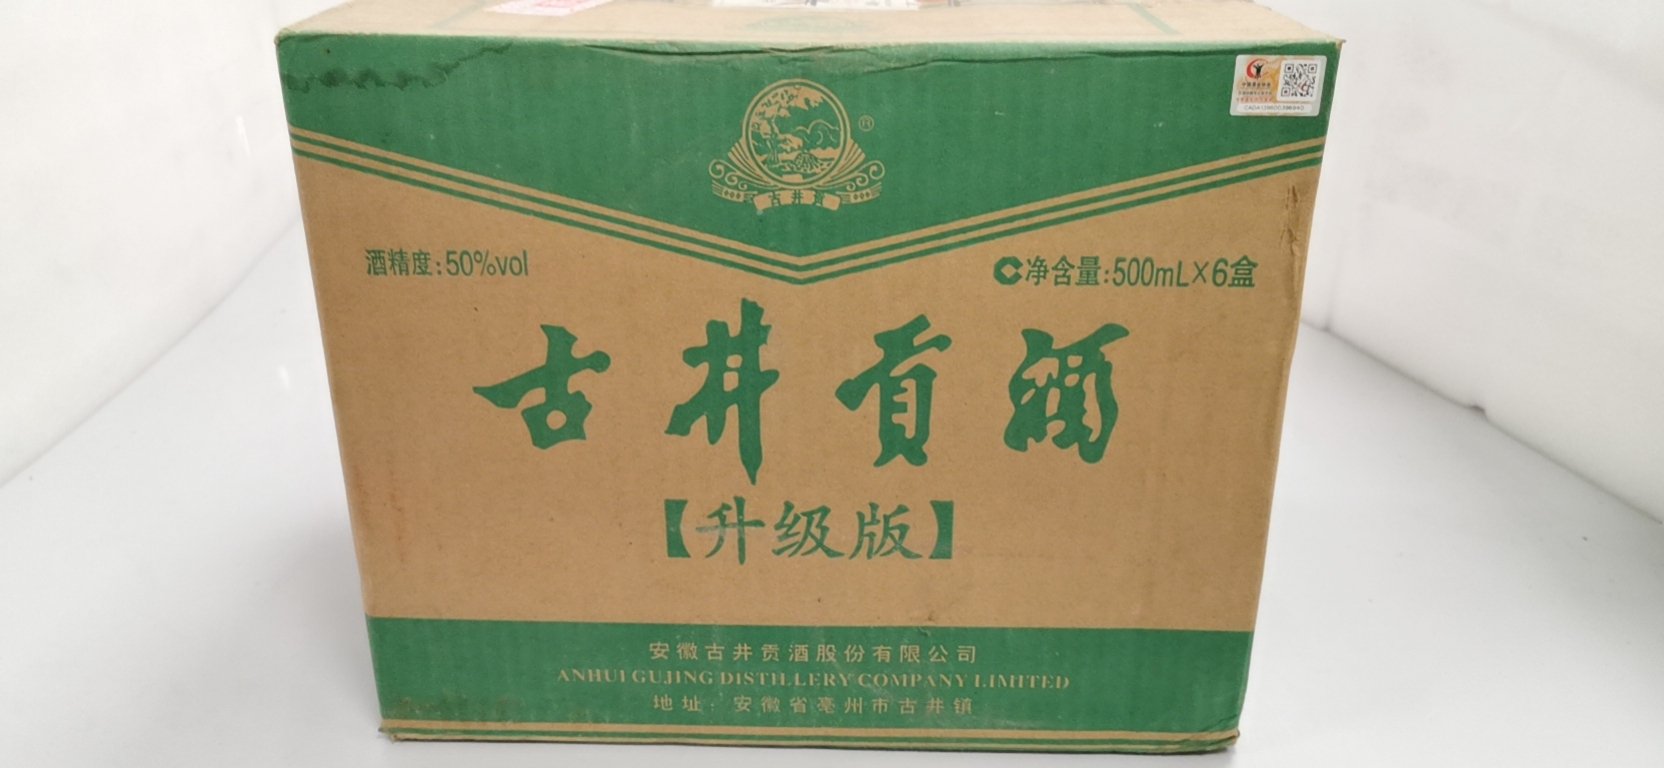 ®
古井贡
酒精度:50%vol
净含量:500mL×6盒
古井贡酒
【升级版】
安徽古井贡酒股份有限公司
ANHUI GUJING DISTILLERY COMPANY LIMITED
地址:安徽省亳州市古井镇